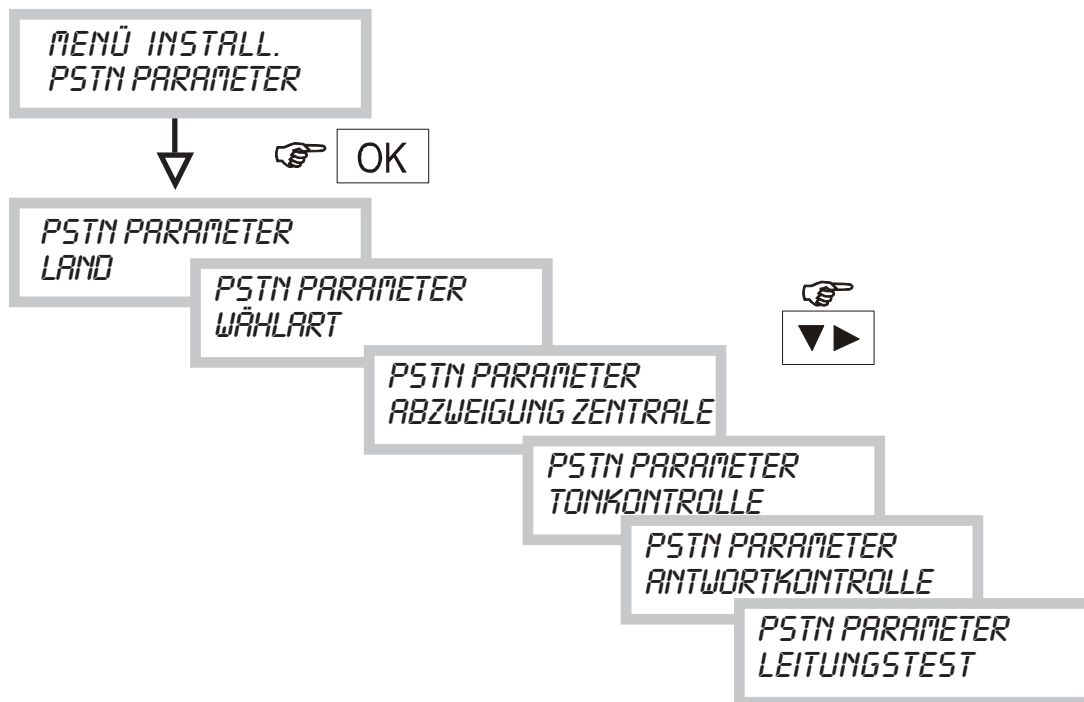 MENÜ INSTALL.
PSTN PARAMETER
OK
PSTN PARAMETER
LAND
PSTN PARAMETER
WÄHLART
PSTN PARAMETER
ABZWEIGUNG ZENTRALE
PSTN PARAMETER
TONKONTROLLE
PSTN PARAMETER
ANTWORTKONTROLLE
PSTN PARAMETER
LEITUNGSTEST